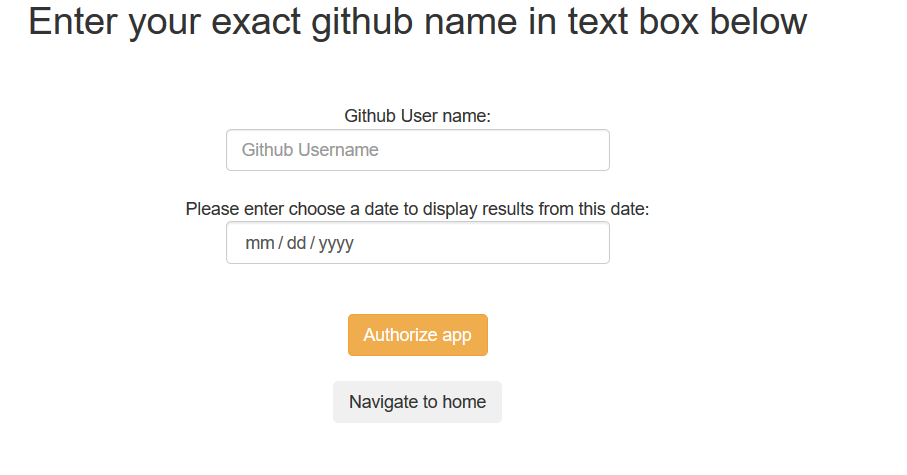 Enter your exact github name in text box below
Github User name:
Github Username
Please enter choose a date to display results from this date:
mm / dd / yyyy
Authorize app
Navigate to home